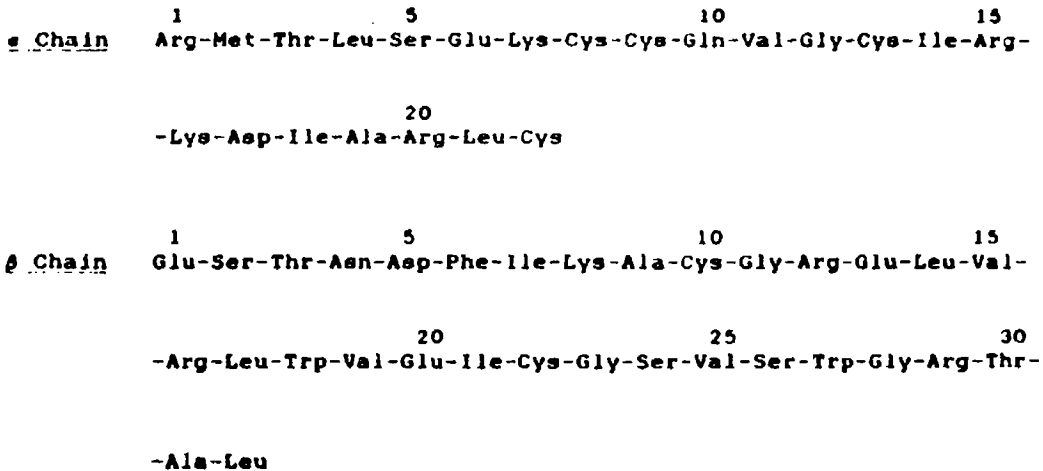 1 5 10 15
α Chain Arg-Met-Thr-Leu-Ser-Glu-Lys-Cys-Cys-Gln-Val-Gly-Cys-Ile-Arg-
20
-Lys-Asp-Ile-Ala-Arg-Leu-Cys
1 5 10 15
β Chain Glu-Ser-Thr-Asn-Asp-Phe-Ile-Lys-Ala-Cys-Gly-Arg-Glu-Leu-Val-
20 25 30
-Arg-Leu-Trp-Val-Glu-Ile-Cys-Gly-Ser-Val-Ser-Trp-Gly-Arg-Thr-
-Ala-Leu